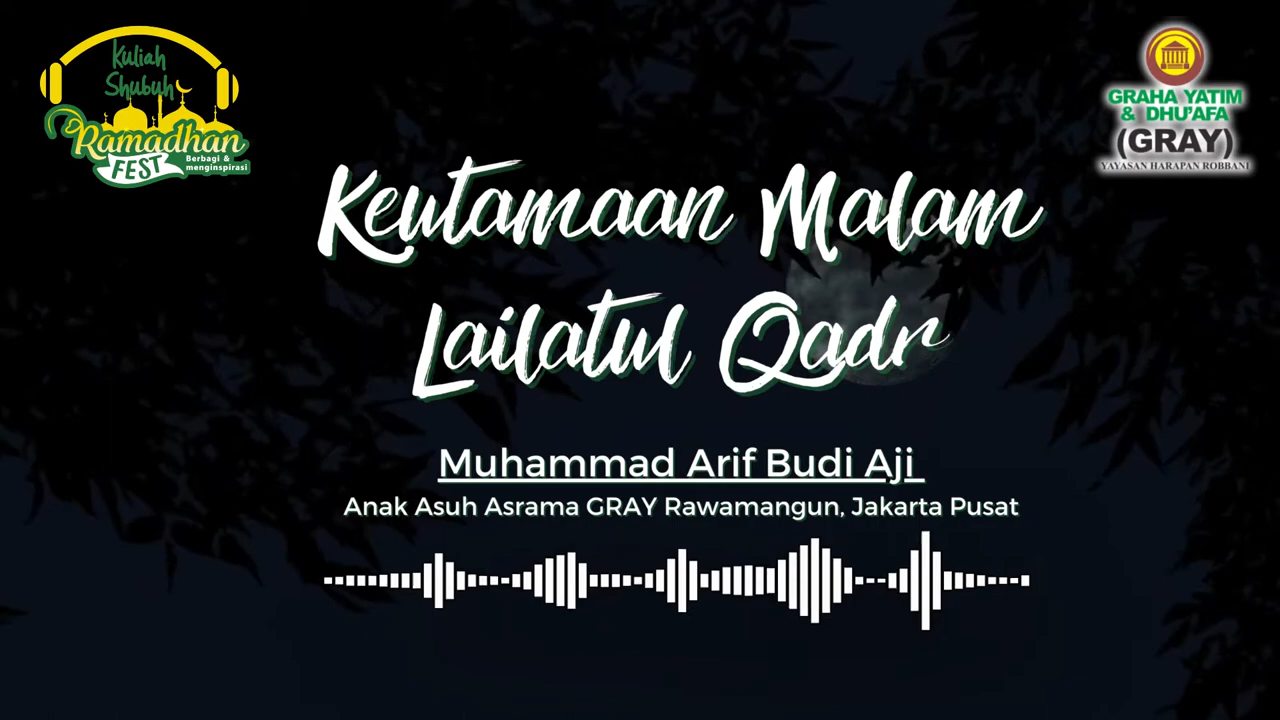 Kuliah
Shubuh
Ramadhan
FEST
Berbagi &
menginspirasi
GRAHA YATIM
& DHU'AFA
(GRAY)
YAYASAN HARAPAN ROBBANI
Keutamaan Malam
Lailatul Qadr
Muhammad Arif Budi Aji
Anak Asuh Asrama GRAY Rawamangun, Jakarta Pusat